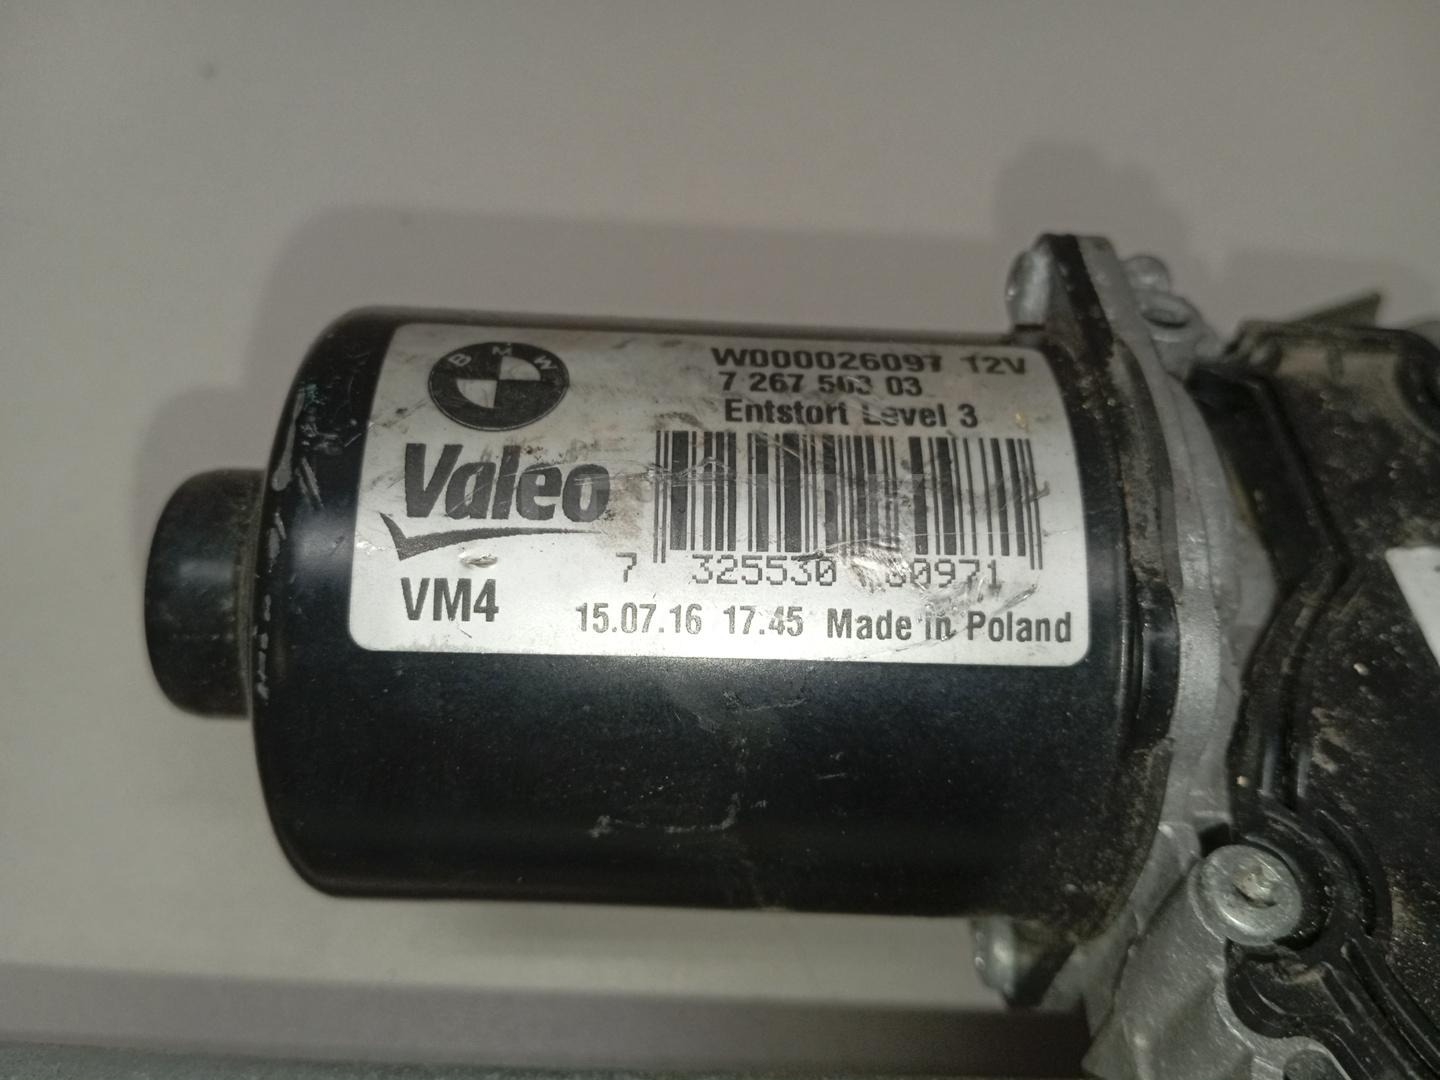 BMW
W000026097 12V
7 267 503 03
Entstort Level 3
Valeo
7 325530
VM4
15.07.16 17.45 Made in Poland